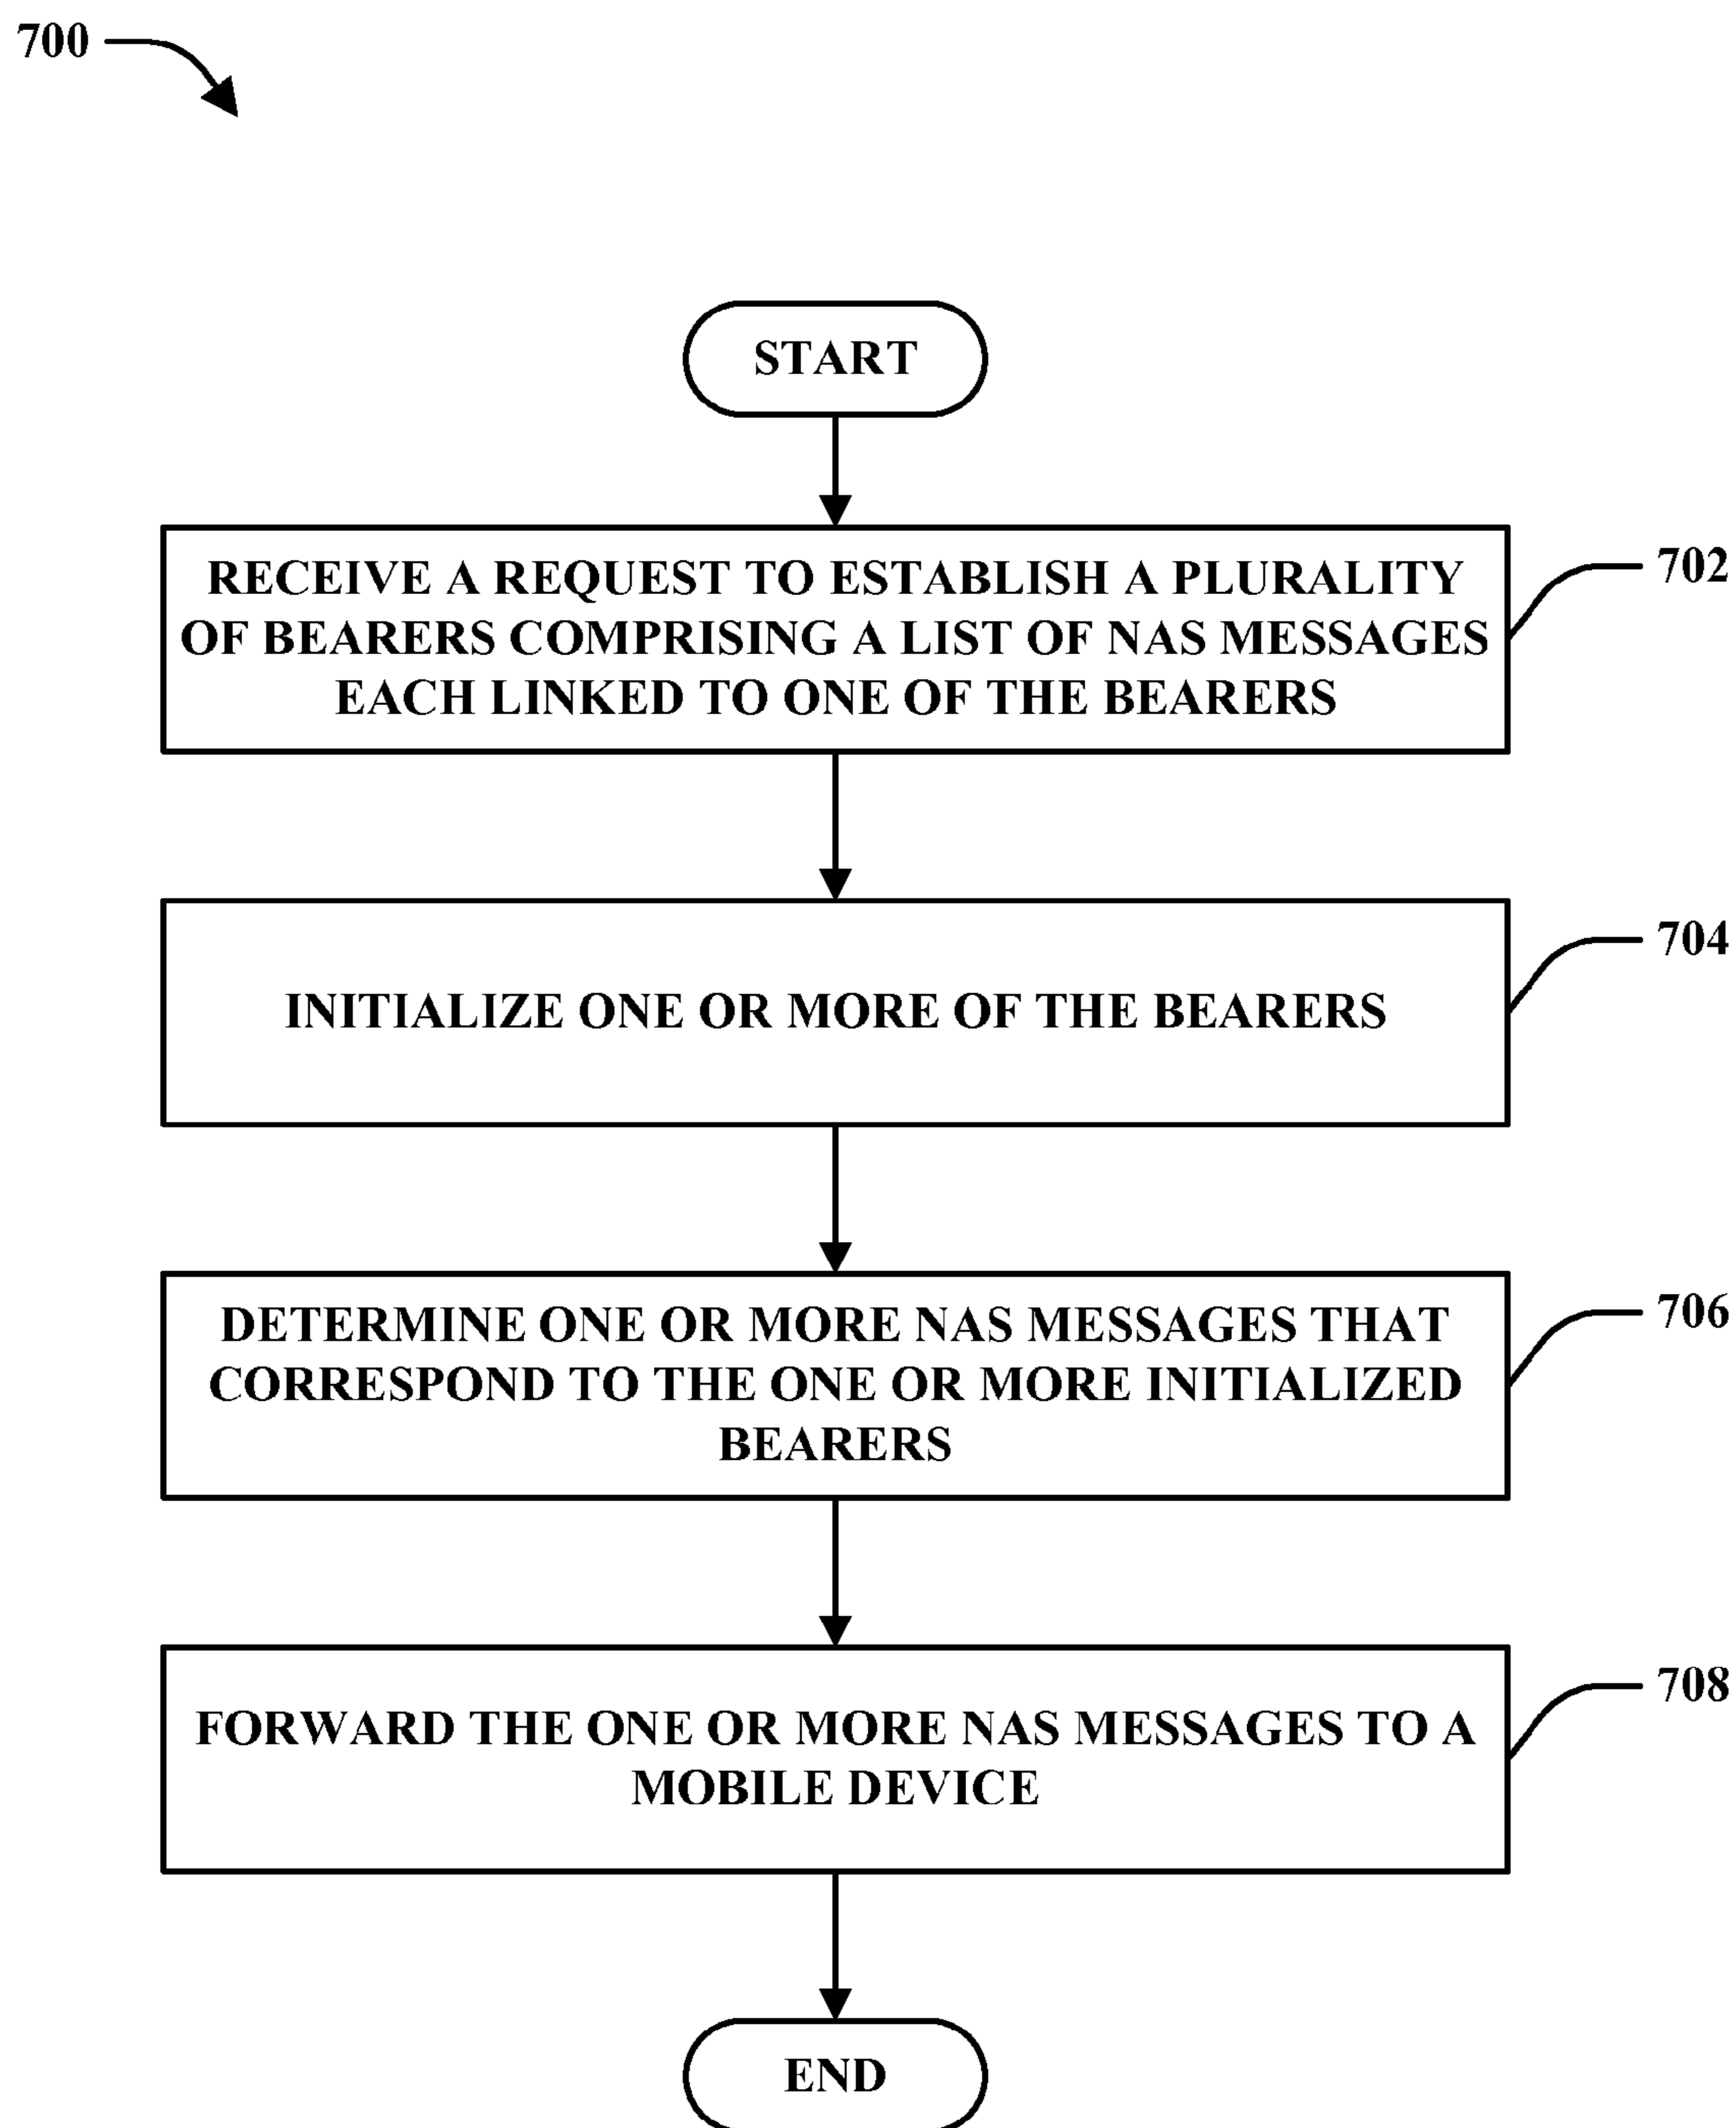 700
START
RECEIVE A REQUEST TO ESTABLISH A PLURALITY
OF BEARERS COMPRISING A LIST OF NAS MESSAGES
EACH LINKED TO ONE OF THE BEARERS
702
INITIALIZE ONE OR MORE OF THE BEARERS
704
DETERMINE ONE OR MORE NAS MESSAGES THAT
CORRESPOND TO THE ONE OR MORE INITIALIZED
BEARERS
706
FORWARD THE ONE OR MORE NAS MESSAGES TO A
MOBILE DEVICE
708
END